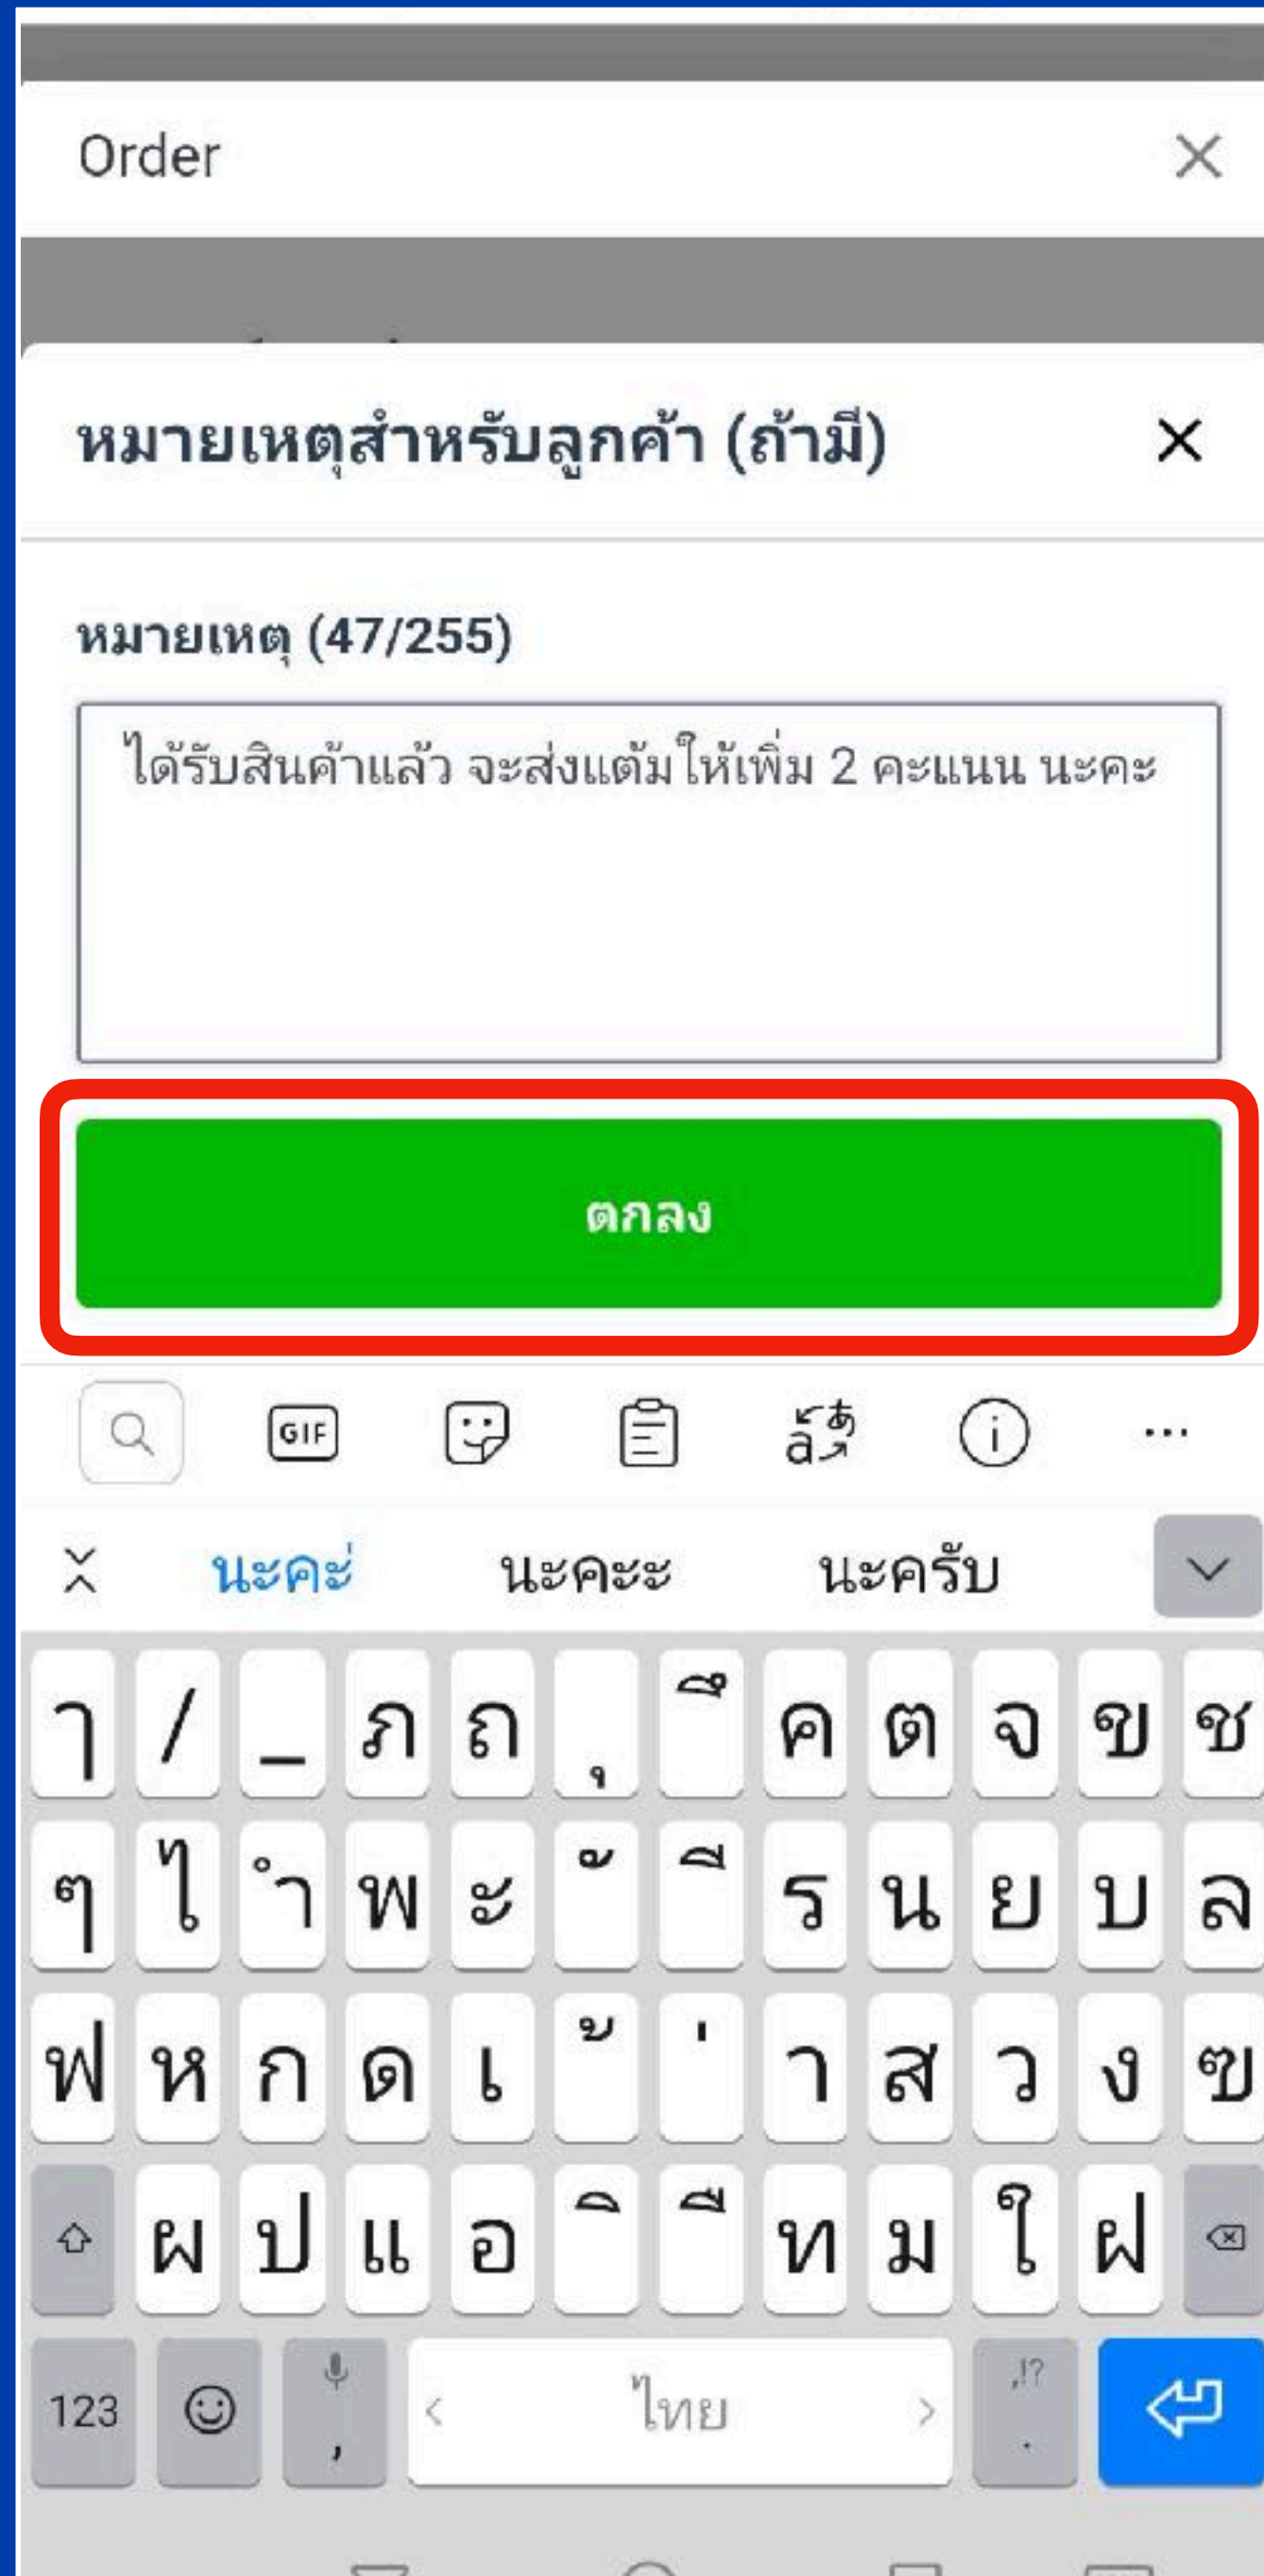 Order
หมายเหตุสำหรับลูกค้า (ถ้ามี)
หมายเหตุ (47/255)
ได้รับสินค้าแล้ว จะส่งแต้มให้เพิ่ม 2 คะแนน นะคะ
ตกลง
GIF
นะคะ่ นะคะะ นะครับ
ๅ / _ ภ ถ ุ ึ ค ต จ ข ช
ๆ ไ ำ พ ะ ั ี ร น ย บ ล
ฟ ห ก ด เ ้ ่ า ส ว ง ฃ
ผ ป แ อ ิ ื ท ม ใ ฝ
123 , < ไทย > ,!? .